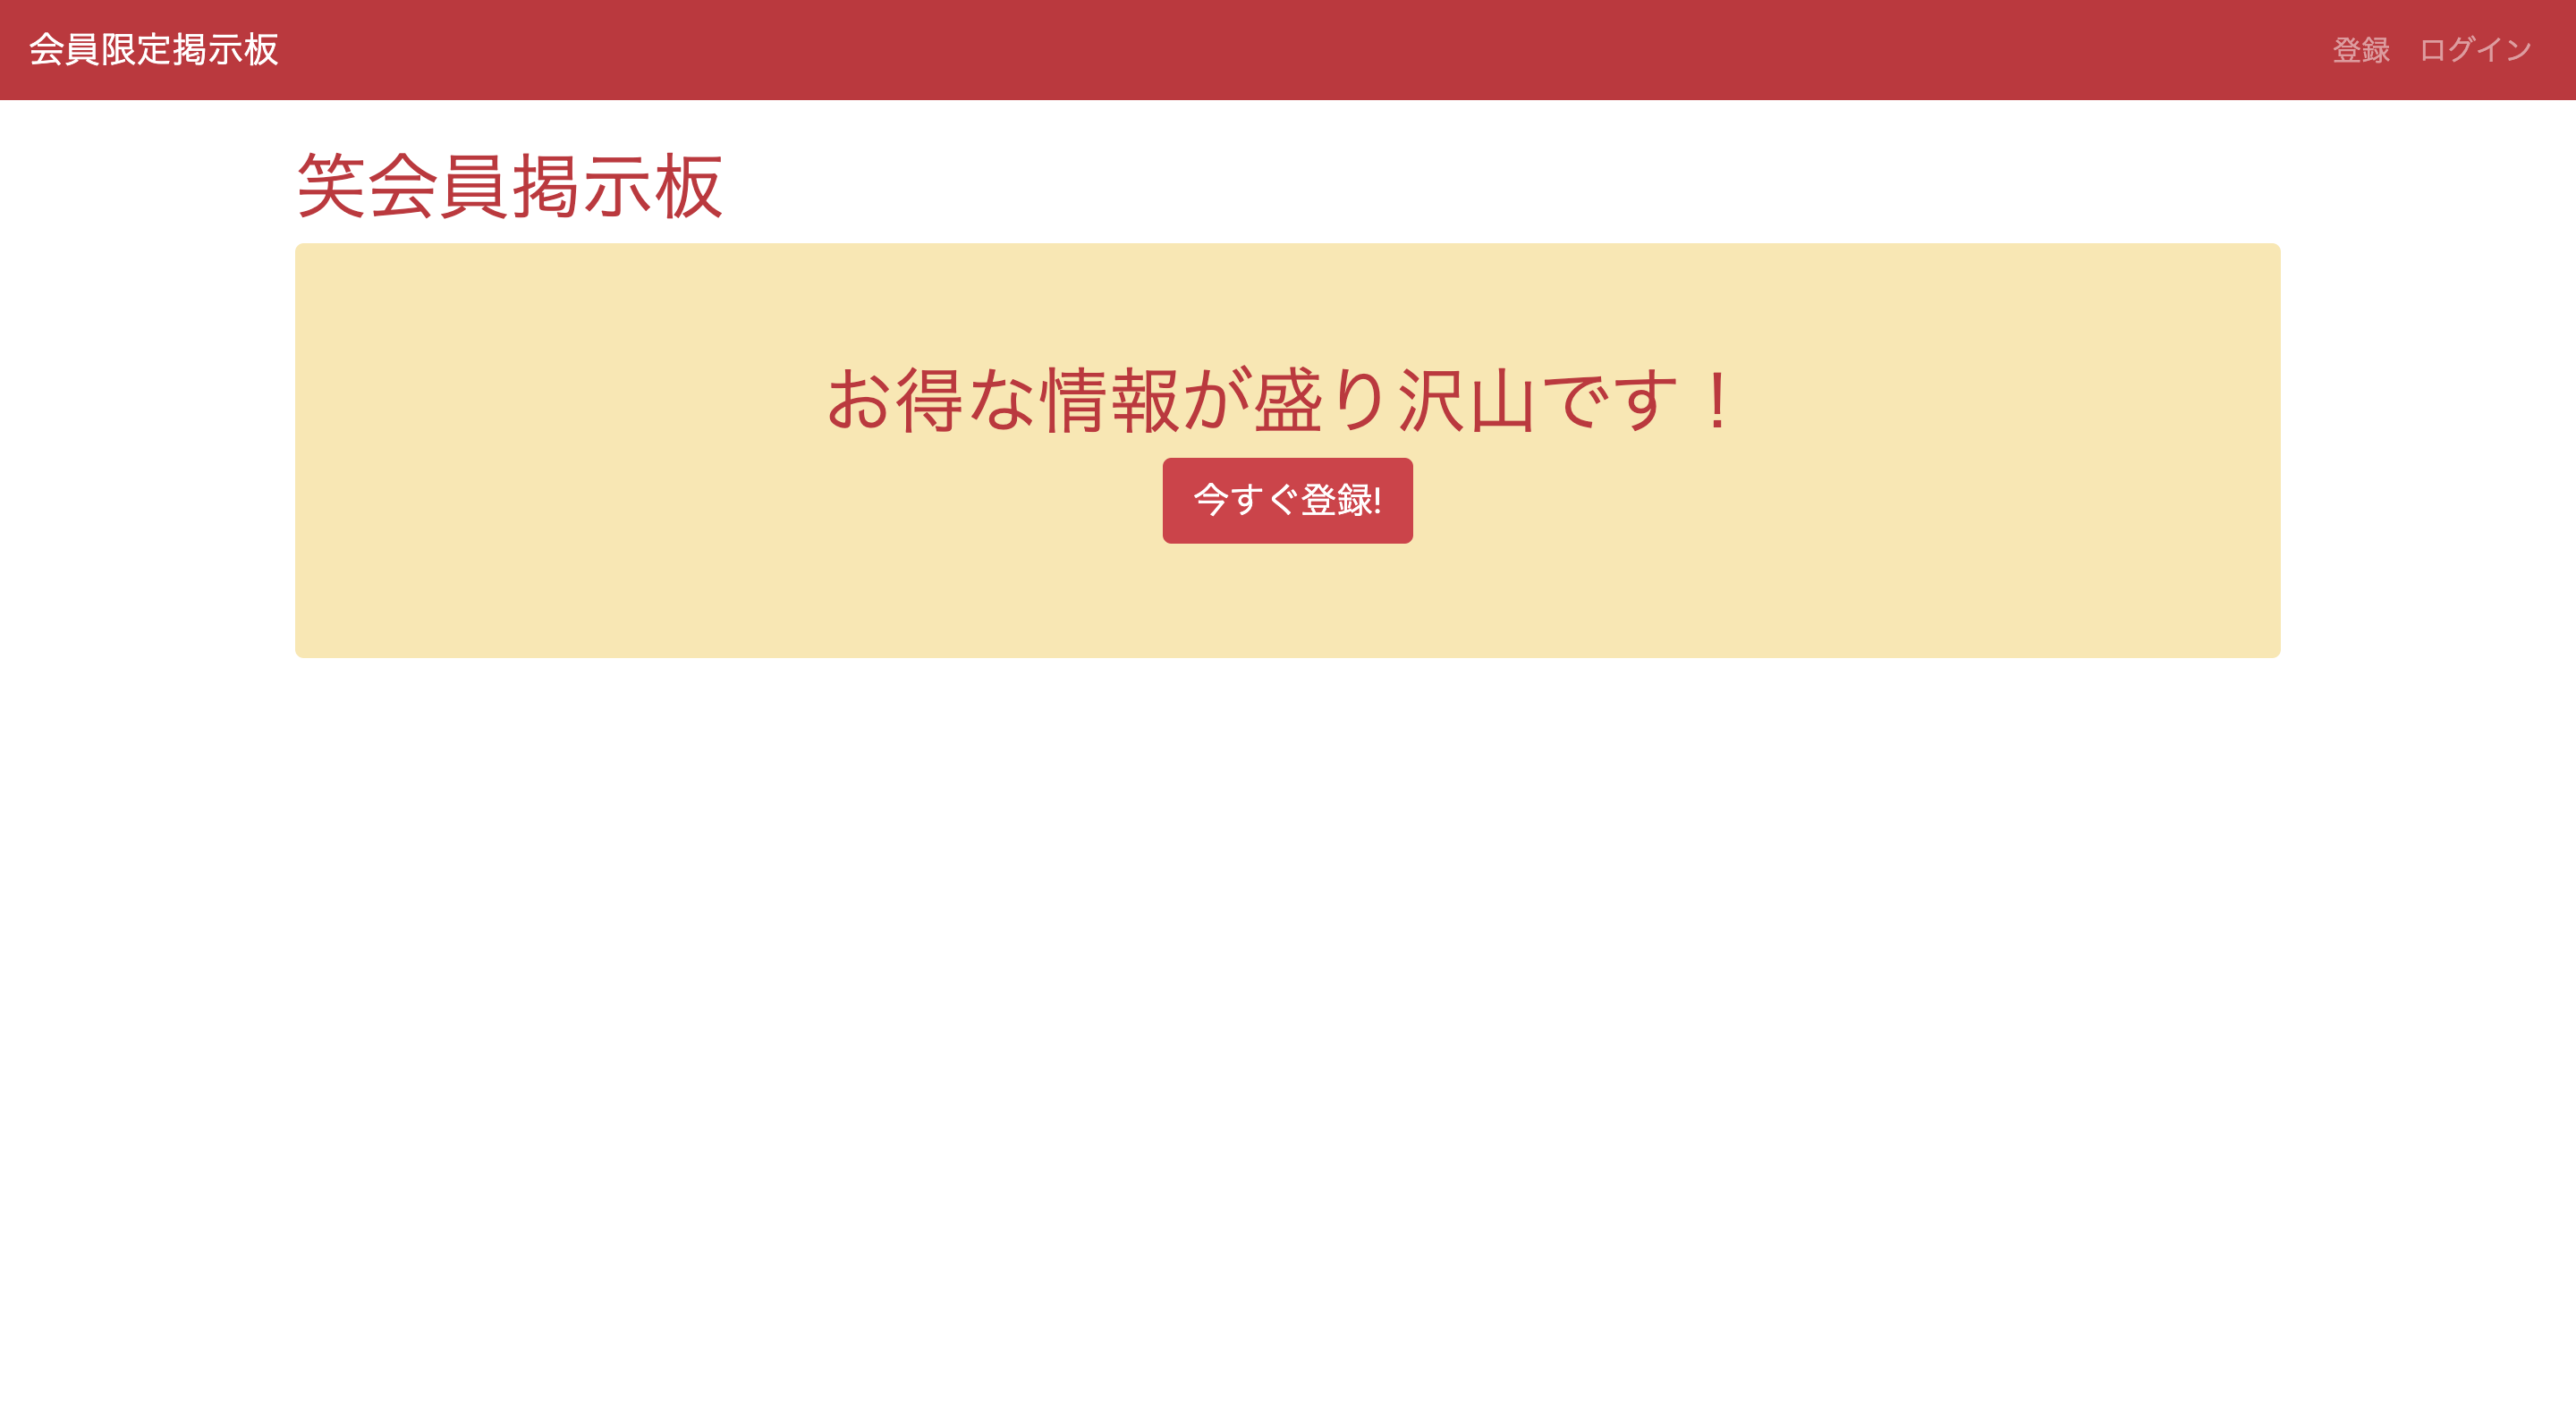 会員限定掲示板
登録 ログイン
笑会員掲示板
お得な情報が盛り沢山です！
今すぐ登録!